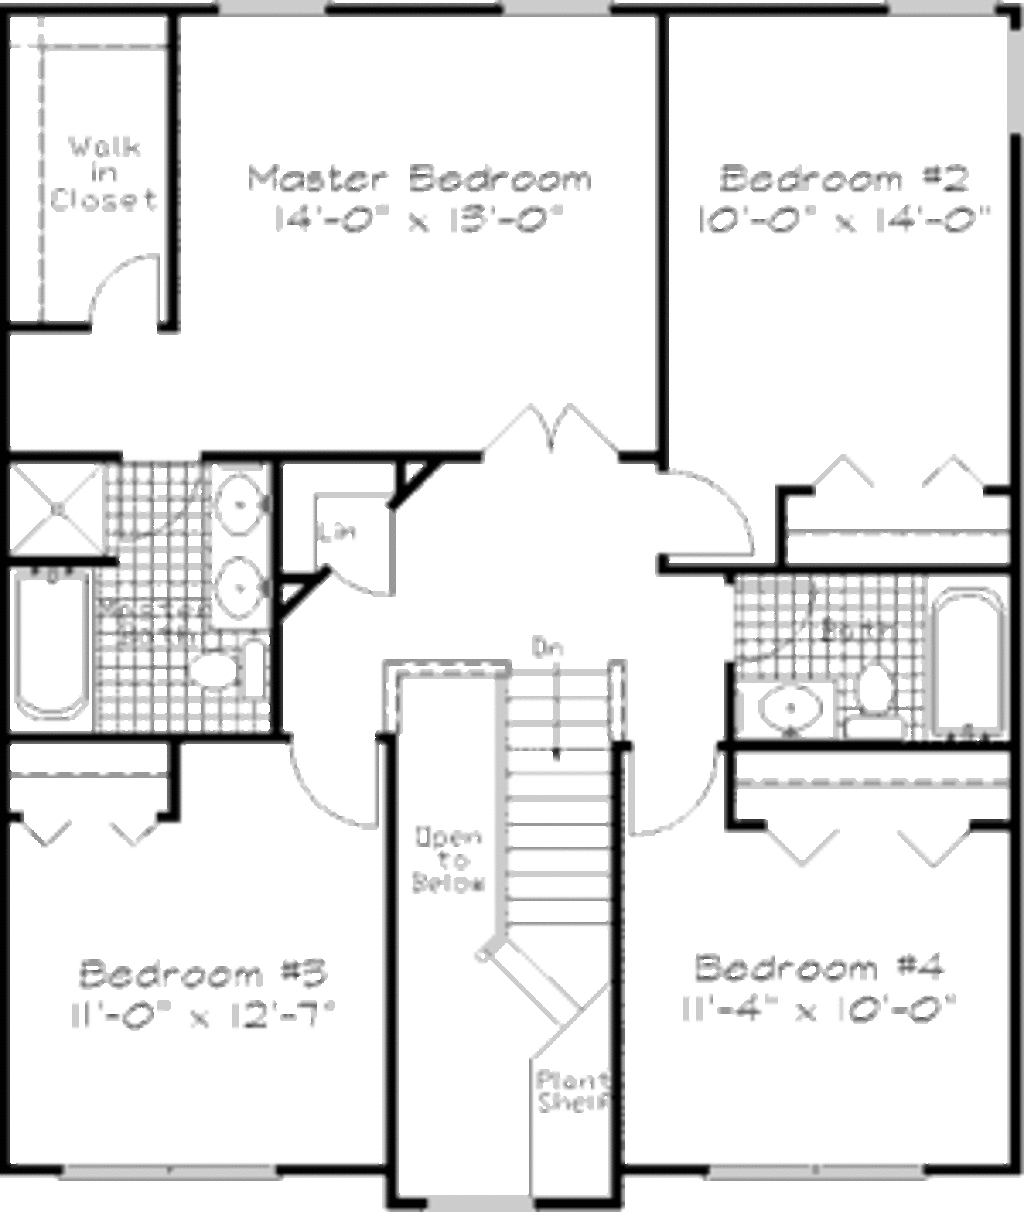 Walk
in
Closet
Master Bedroom
14'-0" x 13'-0"
Bedroom #2
10'-0" x 14'-0"
Lin
Master
Bath
Dn
Bath
Open
to
Below
Bedroom #3
11'-0" x 12'-7"
Bedroom #4
11'-4" x 10'-0"
Plant
Shelf